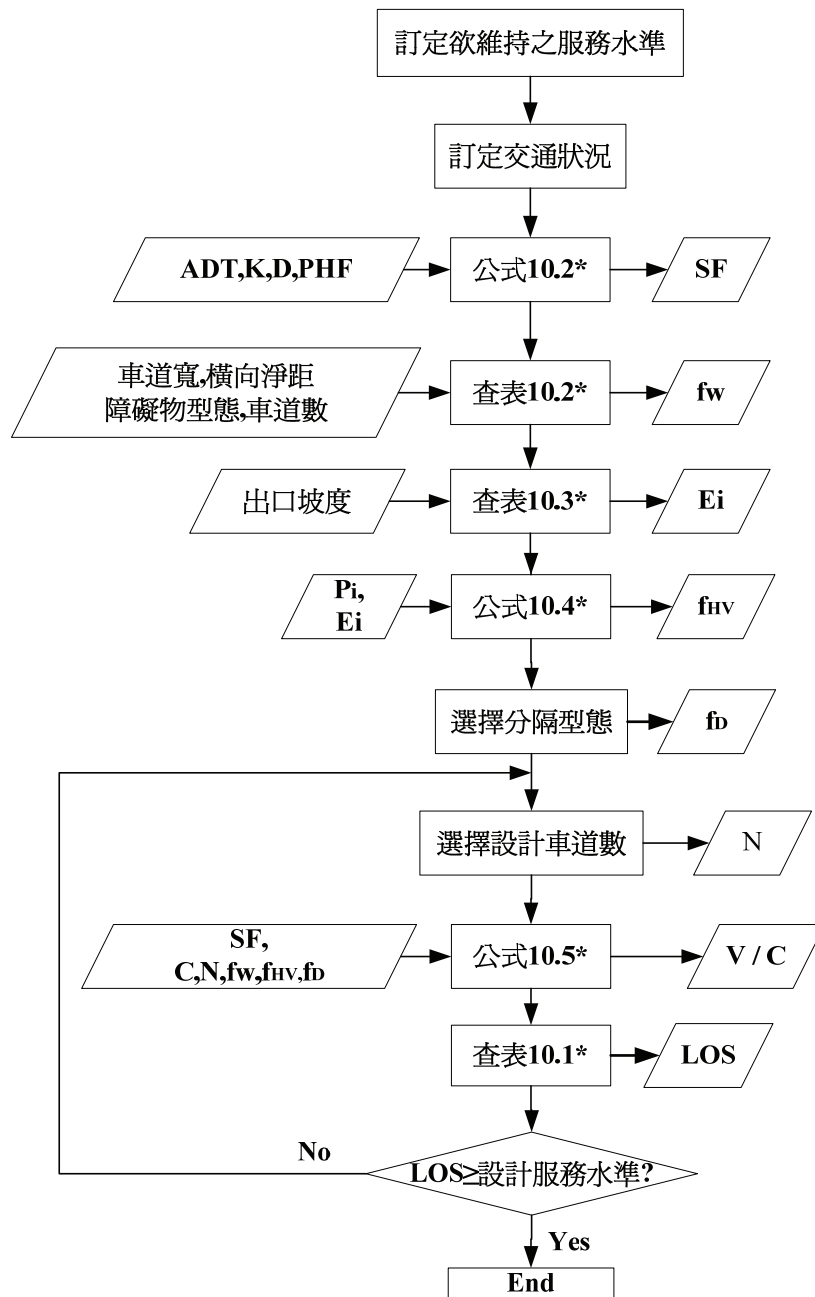 訂定欲維持之服務水準
訂定交通狀況
ADT,K,D,PHF
公式10.2*
SF
車道寬,橫向淨距
障礙物型態,車道數
查表10.2*
fw
出口坡度
查表10.3*
Ei
Pi,
Ei
公式10.4*
fHV
選擇分隔型態
fD
選擇設計車道數
N
SF,
C,N,fw,fHV,fD
公式10.5*
V / C
查表10.1*
LOS
No
LOS≥設計服務水準?
Yes
End